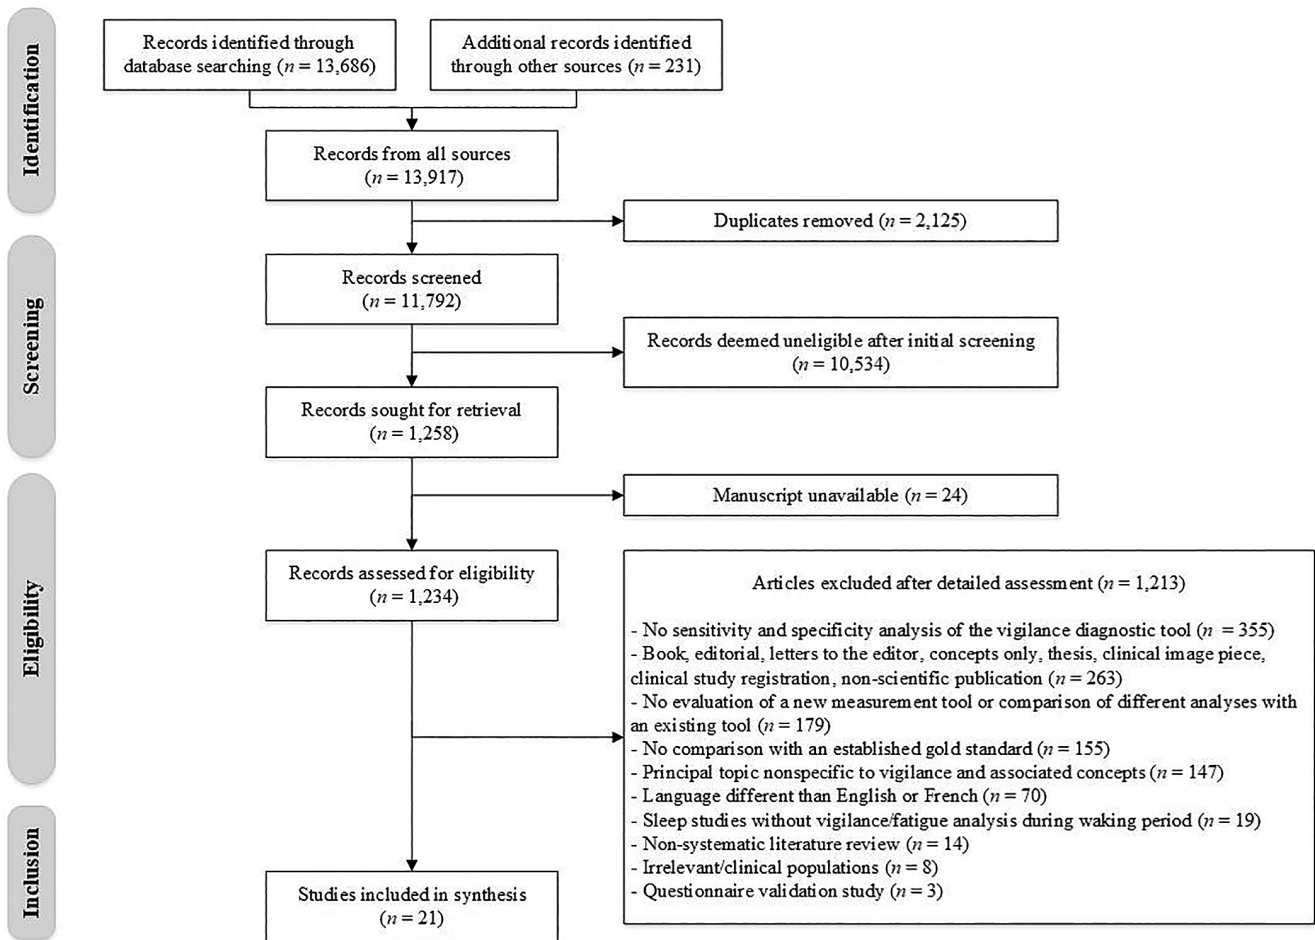 Identification
Records identified through
database searching (n = 13,686)
Additional records identified
through other sources (n = 231)
Records from all sources
(n = 13,917)
Duplicates removed (n = 2,125)
Screening
Records screened
(n = 11,792)
Records deemed uneligible after initial screening
(n = 10,534)
Records sought for retrieval
(n = 1,258)
Eligibility
Manuscript unavailable (n = 24)
Records assessed for eligibility
(n = 1,234)
Articles excluded after detailed assessment (n = 1,213)
- No sensitivity and specificity analysis of the vigilance diagnostic tool (n = 355)
- Book, editorial, letters to the editor, concepts only, thesis, clinical image piece,
clinical study registration, non-scientific publication (n = 263)
- No evaluation of a new measurement tool or comparison of different analyses with
an existing tool (n = 179)
- No comparison with an established gold standard (n = 155)
- Principal topic nonspecific to vigilance and associated concepts (n = 147)
- Language different than English or French (n = 70)
- Sleep studies without vigilance/fatigue analysis during waking period (n = 19)
- Non-systematic literature review (n = 14)
- Irrelevant/clinical populations (n = 8)
- Questionnaire validation study (n = 3)
Inclusion
Studies included in synthesis
(n = 21)